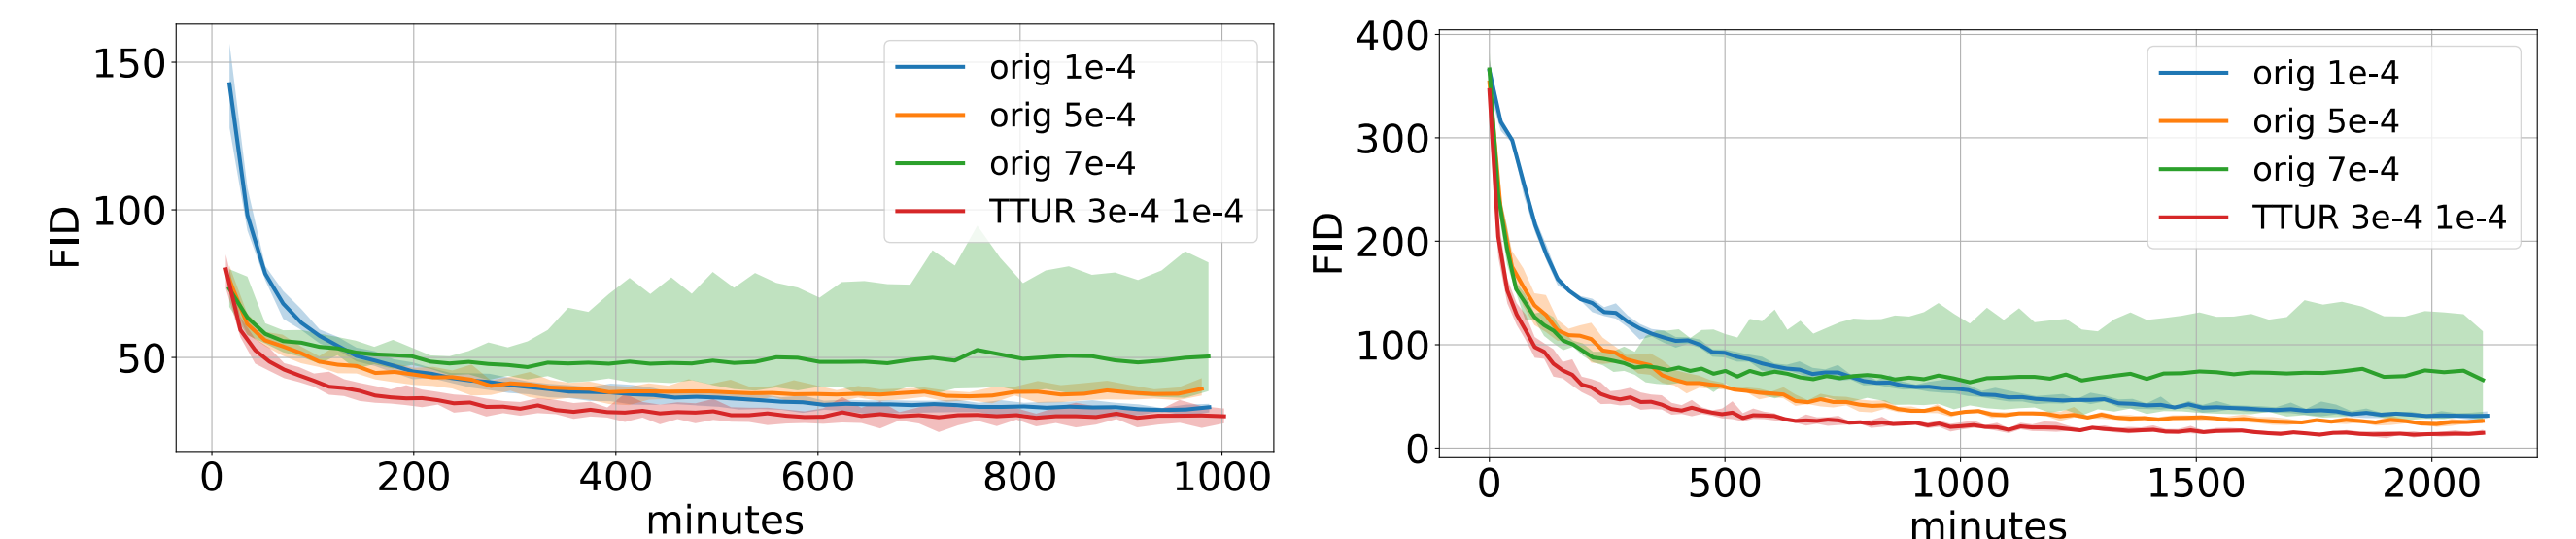 150
100
50
FID
0 200 400 600 800 1000
minutes
orig 1e-4
orig 5e-4
orig 7e-4
TTUR 3e-4 1e-4
400
300
200
100
0
FID
0 500 1000 1500 2000
minutes
orig 1e-4
orig 5e-4
orig 7e-4
TTUR 3e-4 1e-4